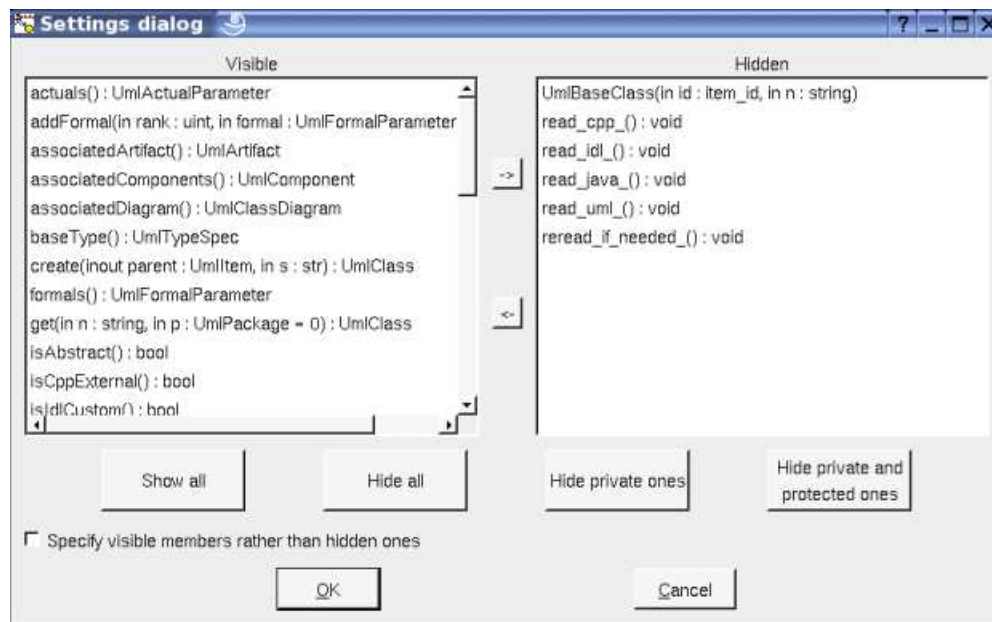 Settings dialog
Visible
actuals() : UmlActualParameter
addFormal(in rank : uint, in formal : UmlFormalParameter
associatedArtifact() : UmlArtifact
associatedComponents() : UmlComponent
associatedDiagram() : UmlClassDiagram
baseType() : UmlTypeSpec
create(inout parent : UmlItem, in s : str) : UmlClass
formals() : UmlFormalParameter
get(in n : string, in p : UmlPackage = 0) : UmlClass
isAbstract() : bool
isCppExternal() : bool
isIdlCustom() : bool
->
<-
Hidden
UmlBaseClass(in id : item_id, in n : string)
read_cpp_() : void
read_idl_() : void
read_java_() : void
read_uml_() : void
reread_if_needed_() : void
Show all
Hide all
Hide private ones
Hide private and
protected ones
Specify visible members rather than hidden ones
OK
Cancel